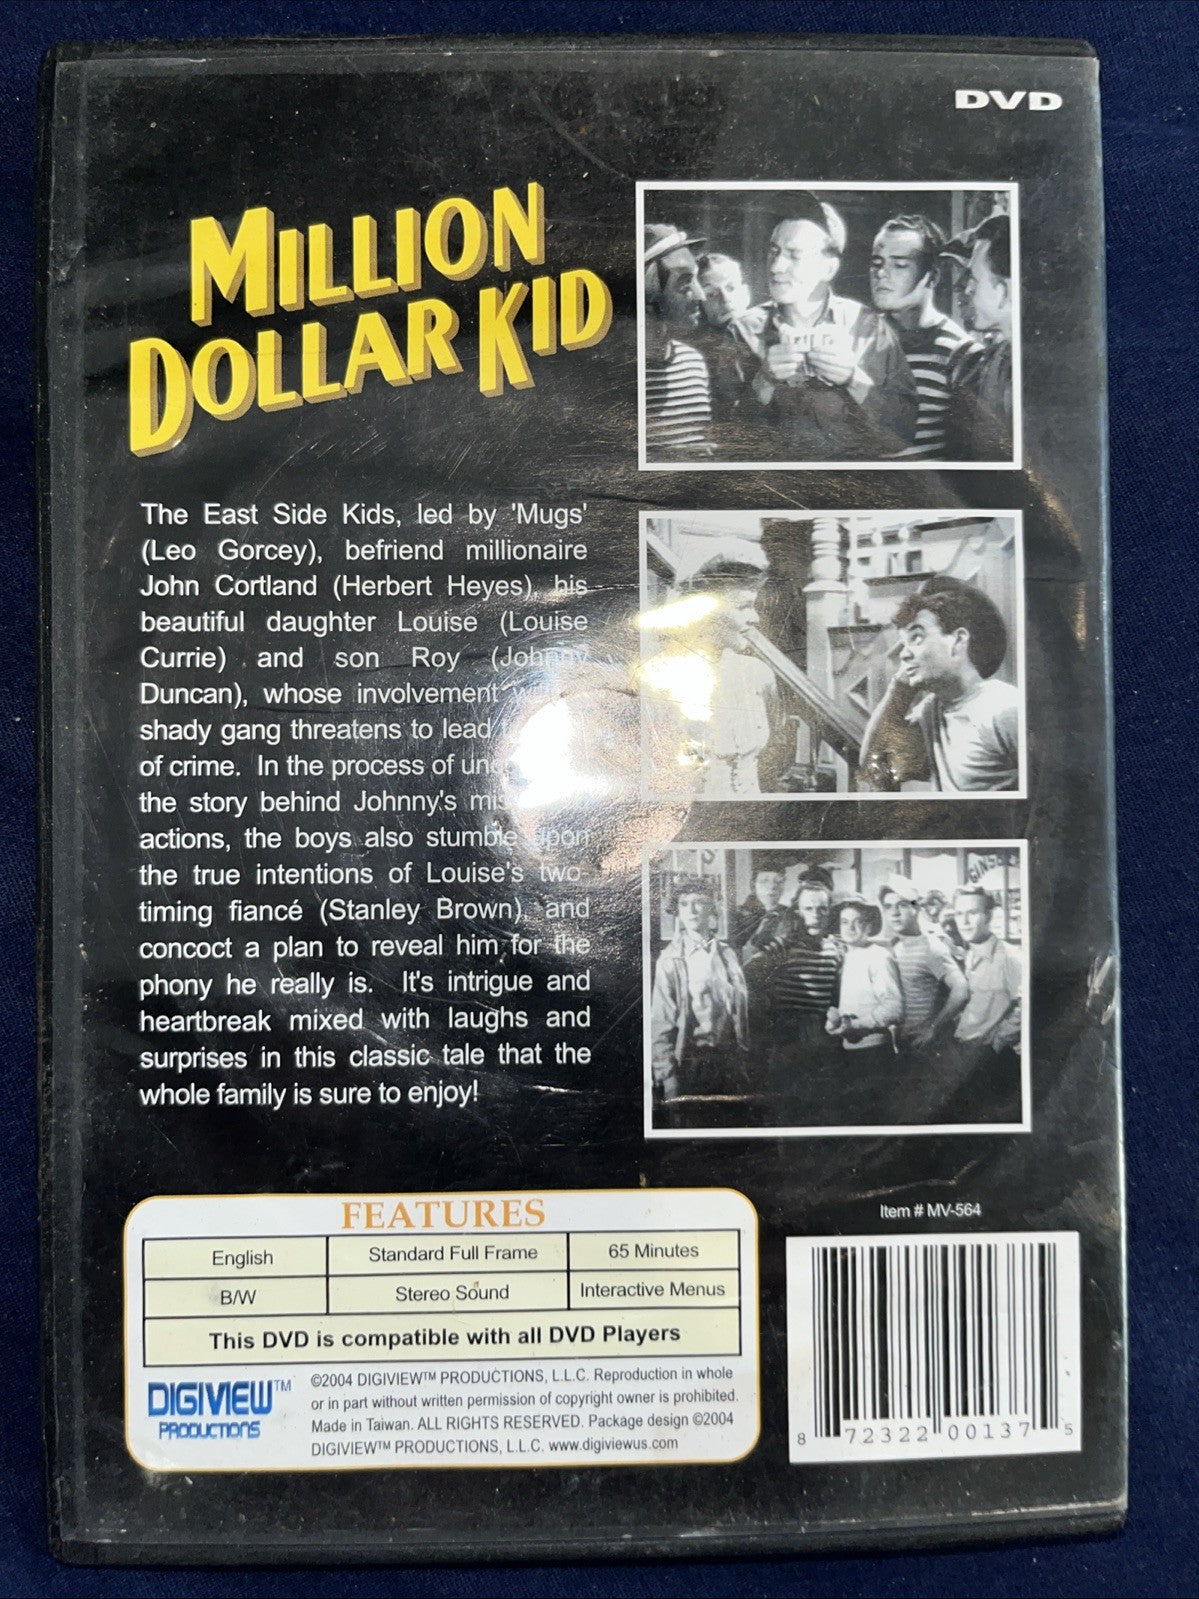 DVD
MILLION
DOLLAR KID
The East Side Kids, led by 'Mugs'
(Leo Gorcey), befriend millionaire
John Cortland (Herbert Heyes), his
beautiful daughter Louise (Louise
Currie) and son Roy (Johnny
Duncan), whose involvement
shady gang threatens to lead
of crime. In the process of
the story behind Johnny's
actions, the boys also stumble upon
the true intentions of Louise's two-
timing fiancé (Stanley Brown), and
concoct a plan to reveal him for the
phony he really is. It's intrigue and
heartbreak mixed with laughs and
surprises in this classic tale that the
whole family is sure to enjoy!
FEATURES
English Standard Full Frame 65 Minutes
B/W Stereo Sound Interactive Menus
This DVD is compatible with all DVD Players
DIGIVIEW™
PRODUCTIONS
©2004 DIGIVIEW™ PRODUCTIONS, L.L.C. Reproduction in whole
or in part without written permission of copyright owner is prohibited.
Made in Taiwan. ALL RIGHTS RESERVED. Package design ©2004
DIGIVIEW™ PRODUCTIONS, L.L.C. www.digiviewus.com
Item # MV-564
8 72322 00137 5